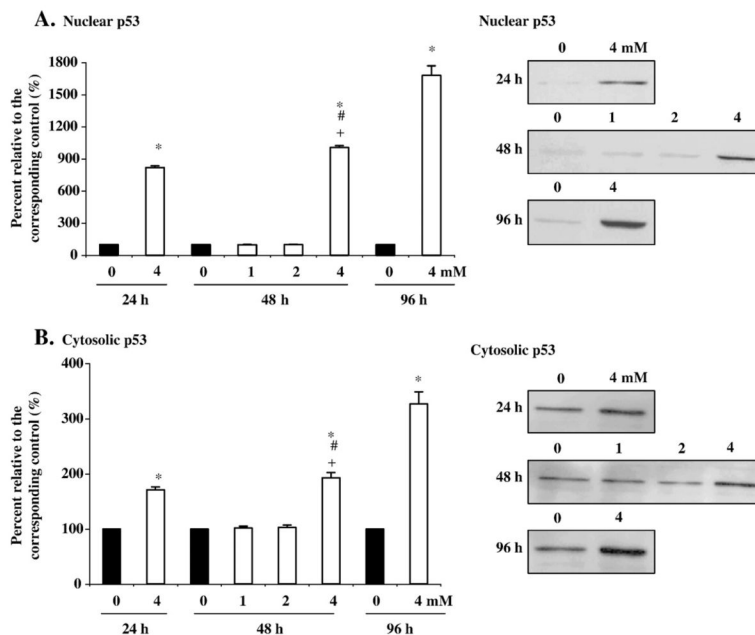 A. Nuclear p53
Percent relative to the
corresponding control (%)
1800
1500
1200
900
600
300
0
*
*
#
+
*
0 4 0 1 2 4 0 4 mM
24 h 48 h 96 h
Nuclear p53
0 4 mM
24 h
0 1 2 4
48 h
0 4
96 h
B. Cytosolic p53
Percent relative to the
corresponding control (%)
400
300
200
100
0
*
*
#
+
*
0 4 0 1 2 4 0 4 mM
24 h 48 h 96 h
Cytosolic p53
0 4 mM
24 h
0 1 2 4
48 h
0 4
96 h